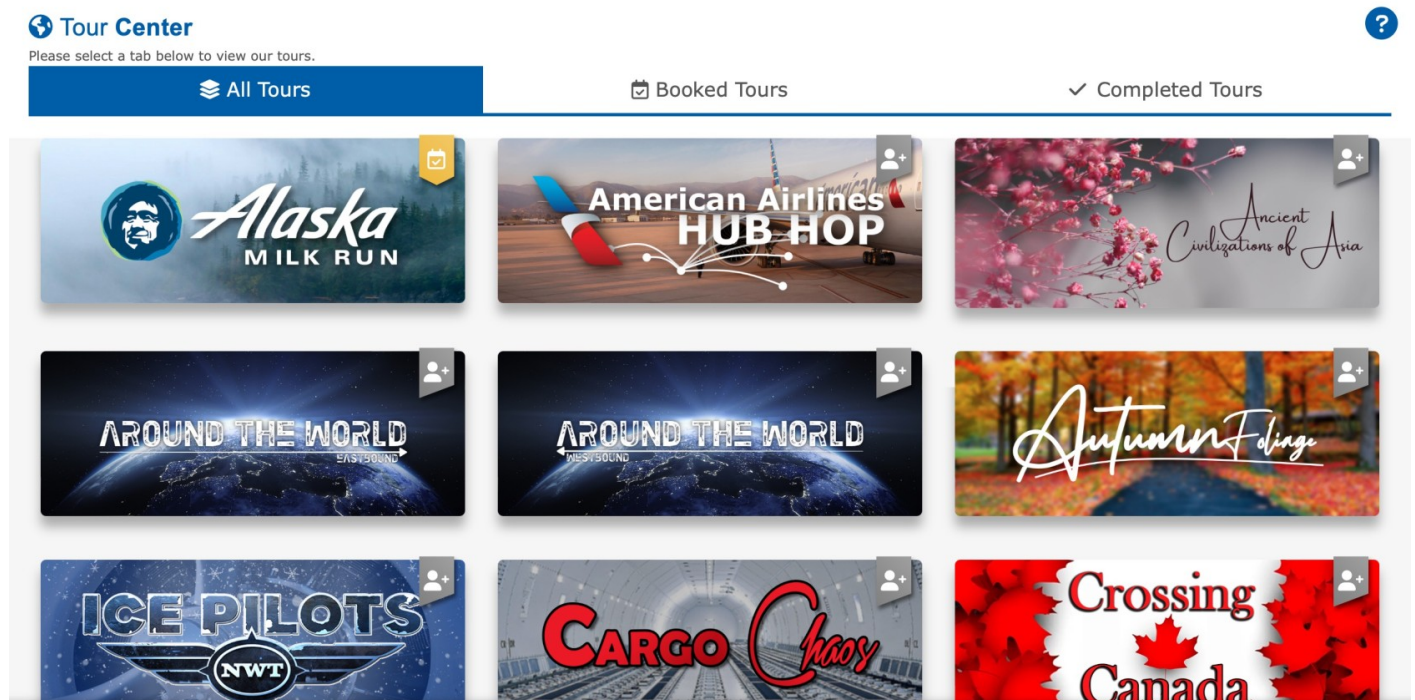 Tour Center
?
Please select a tab below to view our tours.
All Tours
Booked Tours
Completed Tours
Alaska
MILK RUN
American Airlines
HUB HOP
American
Ancient
Civilizations of Asia
AROUND THE WORLD
EASTBOUND
AROUND THE WORLD
WESTBOUND
Autumn Foliage
ICE PILOTS
NWT
CARGO Chaos
Crossing
Canada